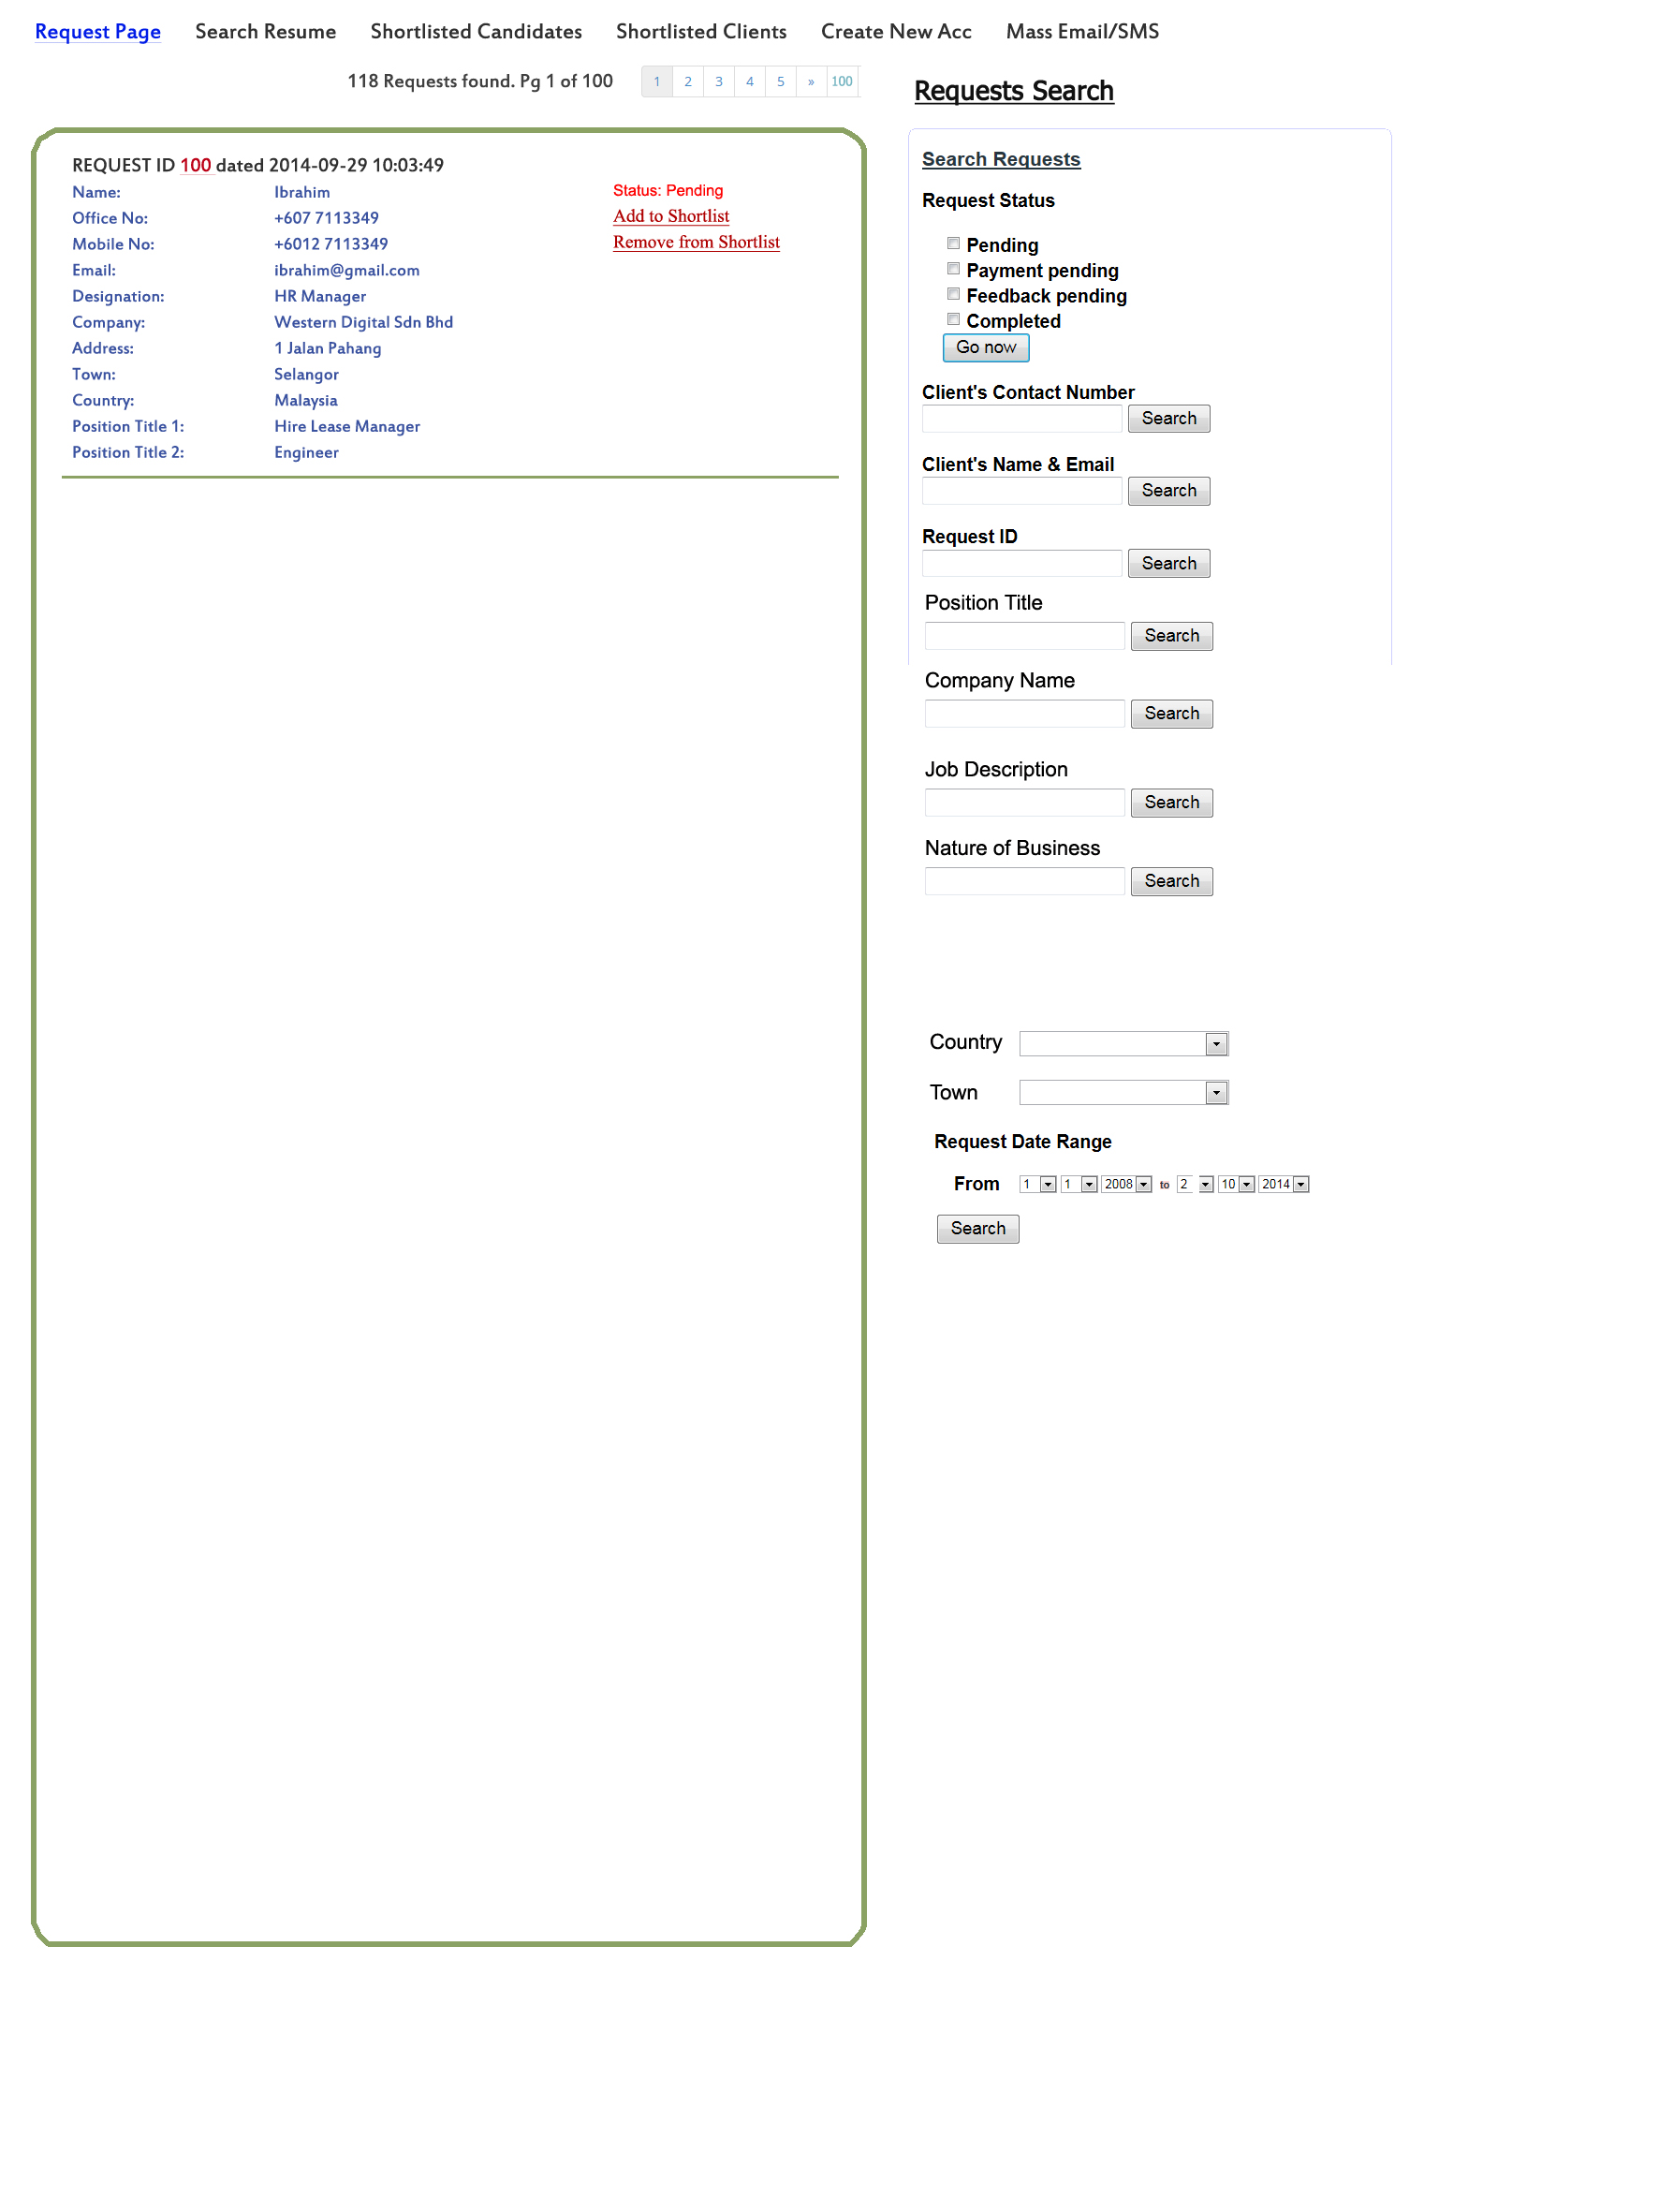 Request Page Search Resume Shortlisted Candidates Shortlisted Clients Create New Acc Mass Email/SMS
118 Requests found. Pg 1 of 100 1 2 3 4 5 » 100
REQUEST ID 100 dated 2014-09-29 10:03:49
Name: Ibrahim Status: Pending
Office No: +607 7113349 Add to Shortlist
Mobile No: +6012 7113349 Remove from Shortlist
Email: ibrahim@gmail.com
Designation: HR Manager
Company: Western Digital Sdn Bhd
Address: 1 Jalan Pahang
Town: Selangor
Country: Malaysia
Position Title 1: Hire Lease Manager
Position Title 2: Engineer
Requests Search
Search Requests
Request Status
Pending
Payment pending
Feedback pending
Completed
Go now
Client's Contact Number
Search
Client's Name & Email
Search
Request ID
Search
Position Title
Search
Company Name
Search
Job Description
Search
Nature of Business
Search
Country
Town
Request Date Range
From 1 1 2008 to 2 10 2014
Search